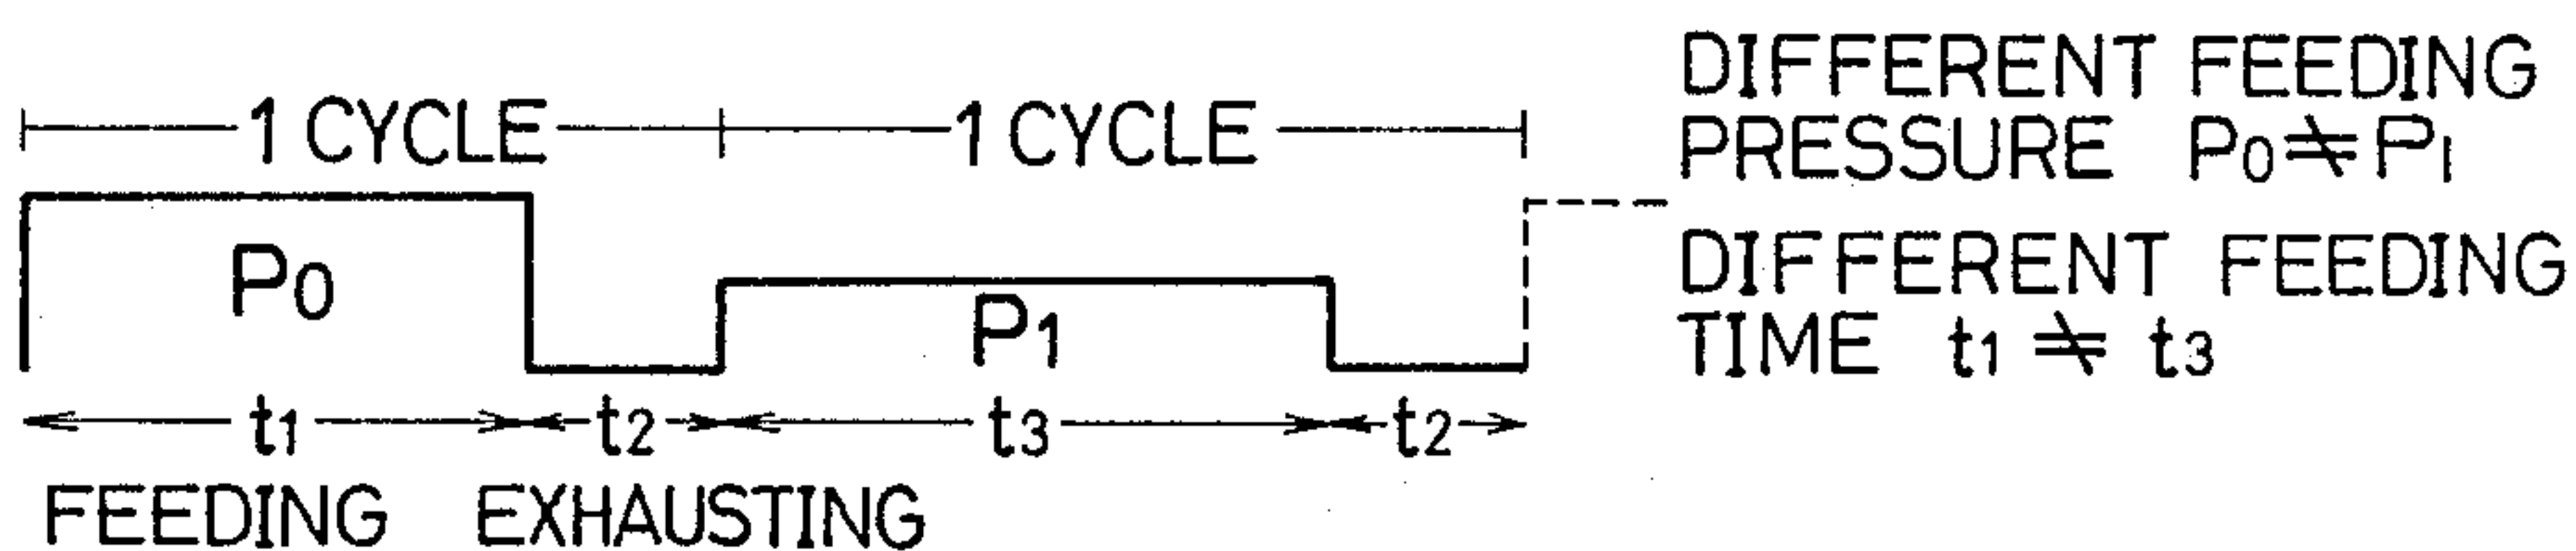 1 CYCLE 1 CYCLE
DIFFERENT FEEDING
PRESSURE P0≠P1
P0 P1
DIFFERENT FEEDING
TIME t1 ≠ t3
t1 t2 t3 t2
FEEDING EXHAUSTING